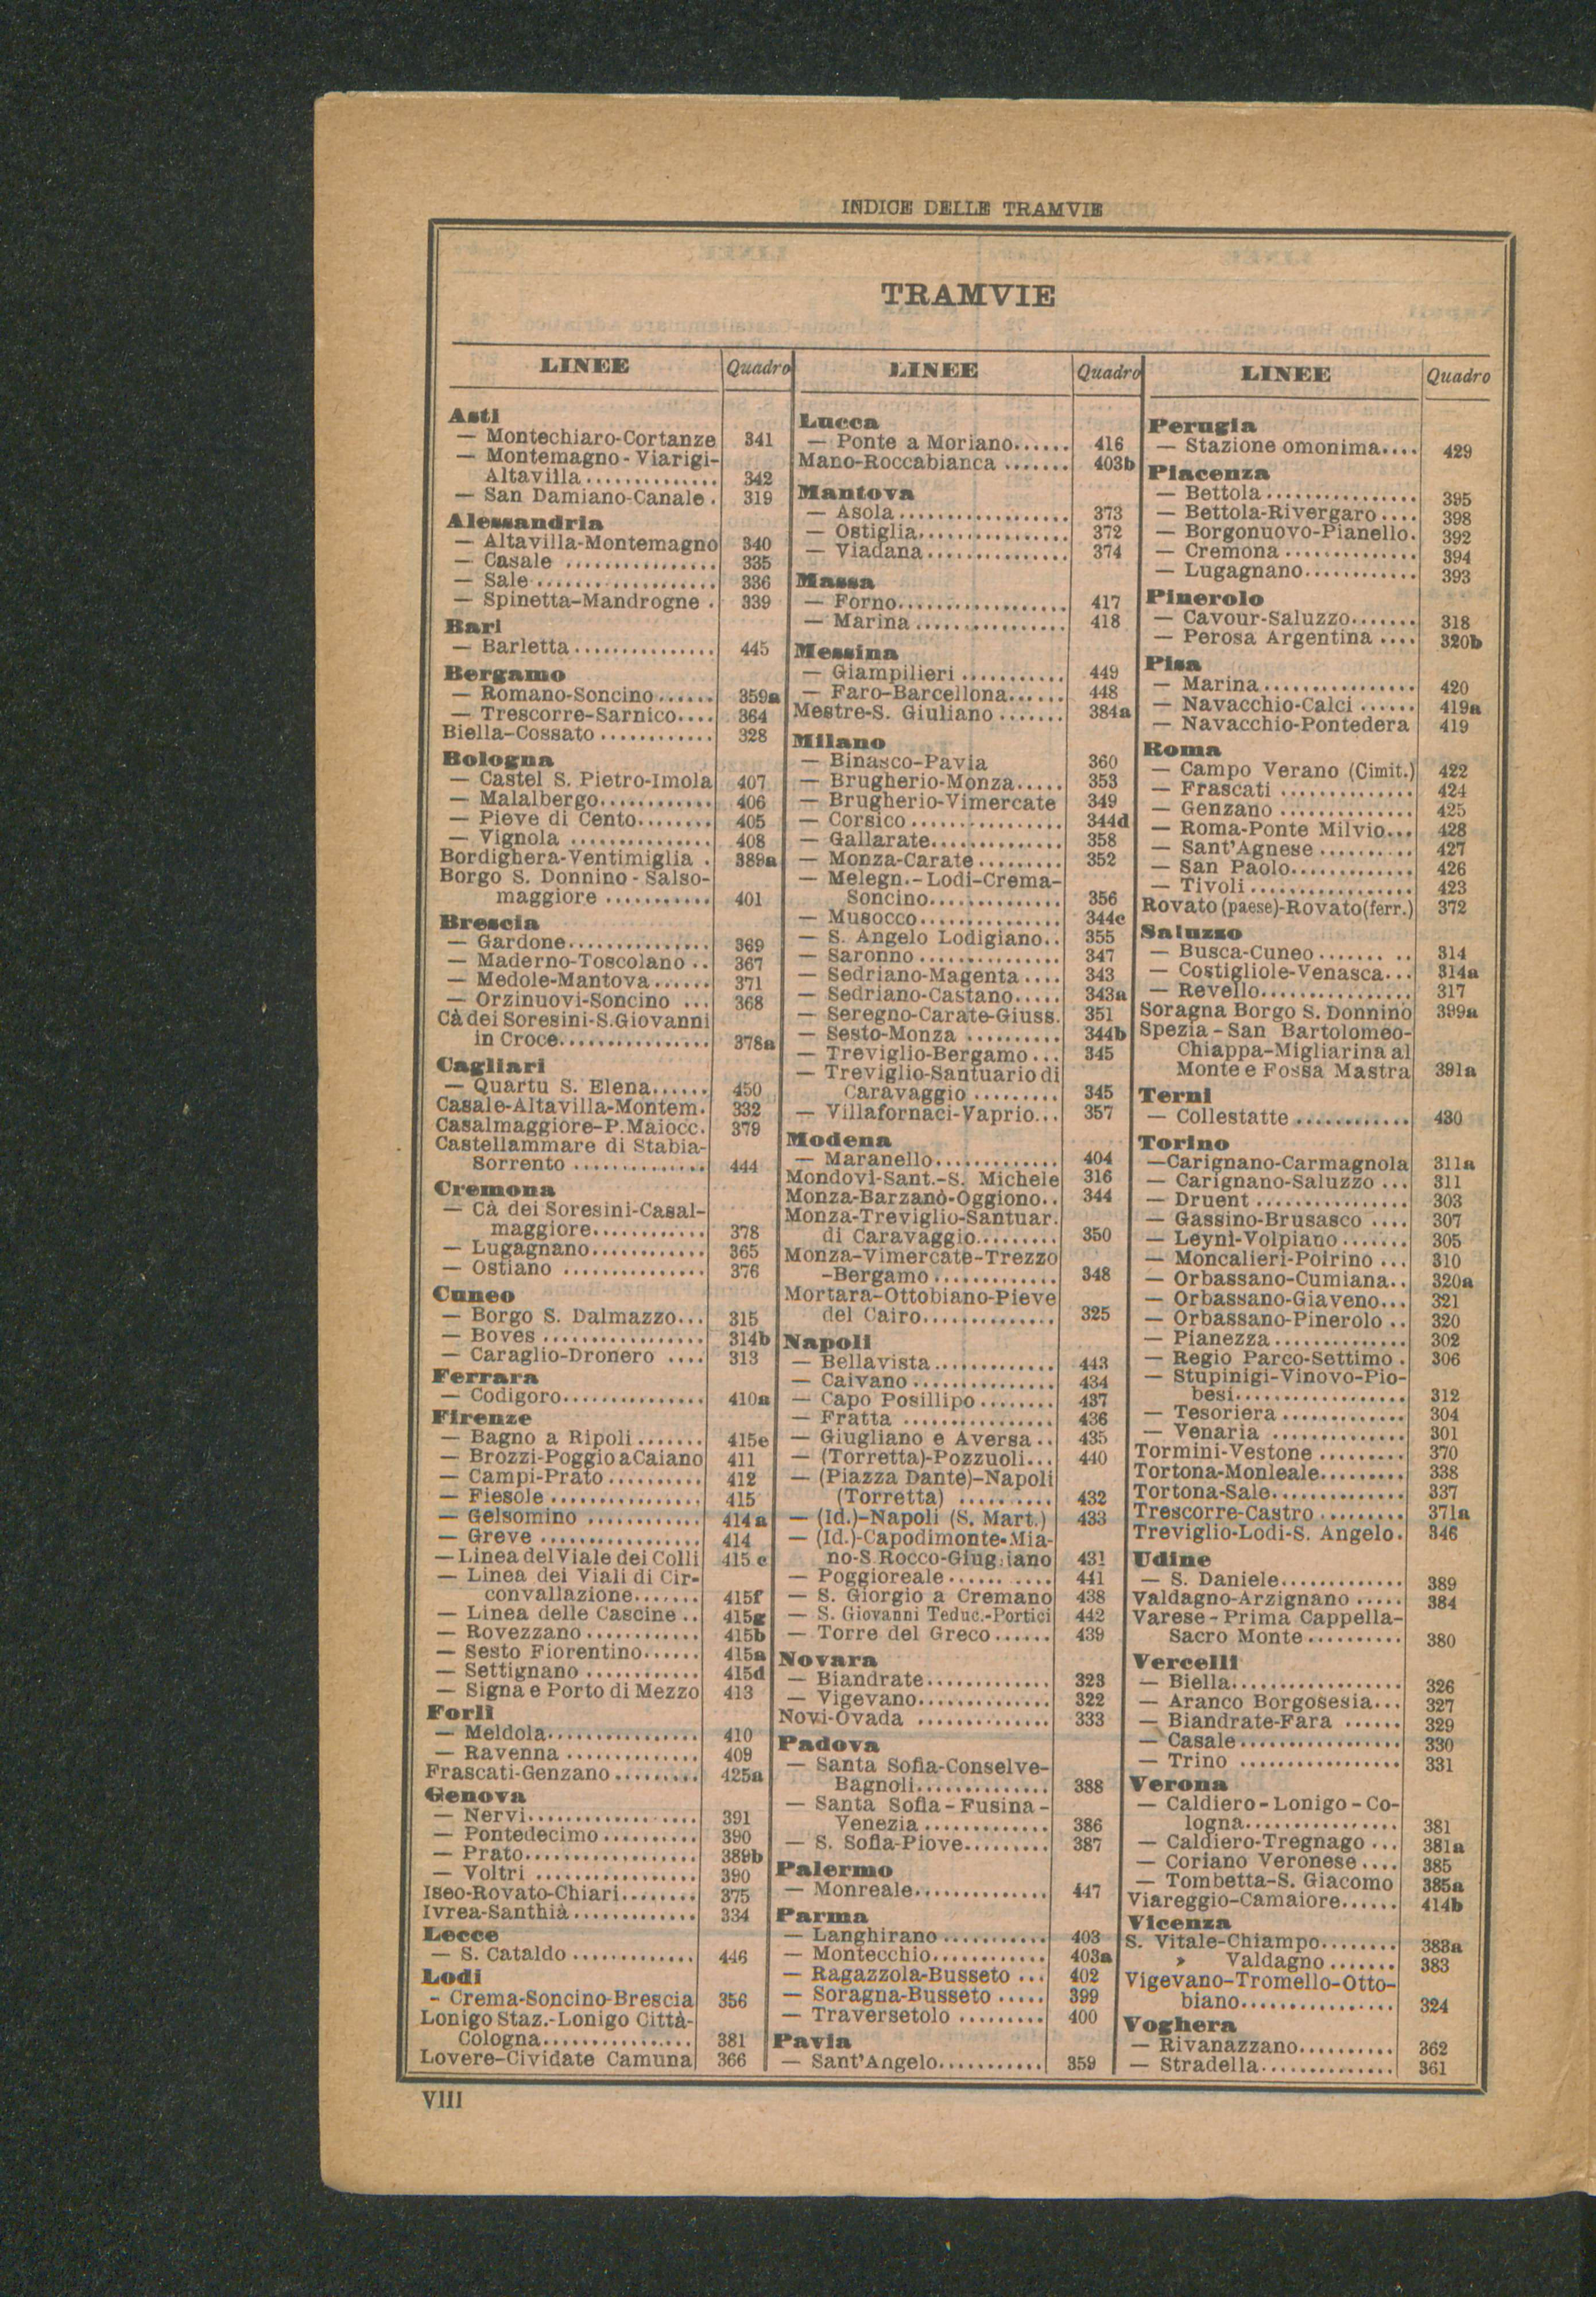 INDICE DELLE TRAMVIE
TRAMVIE
LINEE Quadro
Asti
— Montechiaro-Cortanze 341
— Montemagno - Viarigi-
Altavilla.............. 342
— San Damiano-Canale . 319
Alessandria
— Altavilla-Montemagno 340
— Casale ................ 335
— Sale ................... 336
— Spinetta-Mandrogne . 339
Bari
— Barletta............... 445
Bergamo
— Romano-Soncino...... 359a
— Trescorre-Sarnico.... 364
Biella-Cossato ............ 328
Bologna
— Castel S. Pietro-Imola 407
— Malalbergo............ 406
— Pieve di Cento........ 405
— Vignola ............... 408
Bordighera-Ventimiglia . 389a
Borgo S. Donnino - Salso-
maggiore ........... 401
Brescia
— Gardone............... 369
— Maderno-Toscolano .. 367
— Medole-Mantova ...... 371
— Orzinuovi-Soncino ... 368
Cà dei Soresini-S.Giovanni
in Croce............... 378a
Cagliari
— Quartu S. Elena...... 450
Casale-Altavilla-Montem. 332
Casalmaggiore-P.Maiocc. 379
Castellammare di Stabia-
Sorrento .............. 444
Cremona
— Cà dei Soresini-Casal-
maggiore............ 378
— Lugagnano............ 365
— Ostiano ............... 376
Cuneo
— Borgo S. Dalmazzo... 315
— Boves ................. 314b
— Caraglio-Dronero .... 313
Ferrara
— Codigoro............... 410a
Firenze
— Bagno a Ripoli ....... 415e
— Brozzi-Poggio a Caiano 411
— Campi-Prato .......... 412
— Fiesole ................ 415
— Gelsomino ............ 414a
— Greve ................. 414
— Linea del Viale dei Colli 415 c
— Linea dei Viali di Cir-
convallazione....... 415f
— Linea delle Cascine .. 415g
— Rovezzano ............ 415b
— Sesto Fiorentino...... 415a
— Settignano ............ 415d
— Signa e Porto di Mezzo 413
Forlì
— Meldola................ 410
— Ravenna .............. 409
Frascati-Genzano ......... 425a
Genova
— Nervi.................. 391
— Pontedecimo .......... 390
— Prato.................. 389b
— Voltri ................. 390
Iseo-Rovato-Chiari........ 375
Ivrea-Santhià............. 334
Lecce
— S. Cataldo ............. 446
Lodi
- Crema-Soncino-Brescia 356
Lonigo Staz.-Lonigo Città-
Cologna................ 381
Lovere-Cividate Camuna 366
LINEE Quadro
Lucca
— Ponte a Moriano...... 416
Mano-Roccabianca ....... 403b
Mantova
— Asola.................. 373
— Ostiglia................ 372
— Viadana............... 374
Massa
— Forno.................. 417
— Marina ................ 418
Messina
— Giampilieri ........... 449
— Faro-Barcellona...... 448
Mestre-S. Giuliano ....... 384a
Milano
— Binasco-Pavia 360
— Brugherio-Monza..... 353
— Brugherio-Vimercate 349
— Corsico ................ 344d
— Gallarate.............. 358
— Monza-Carate ......... 352
— Melegn.-Lodi-Crema-
Soncino.............. 356
— Musocco............... 344c
— S. Angelo Lodigiano.. 355
— Saronno ............... 347
— Sedriano-Magenta .... 343
— Sedriano-Castano..... 343a
— Seregno-Carate-Giuss. 351
— Sesto-Monza .......... 344b
— Treviglio-Bergamo ... 345
— Treviglio-Santuario di
Caravaggio ......... 345
— Villafornaci-Vaprio... 357
Modena
— Maranello............. 404
Mondovì-Sant.-S. Michele 316
Monza-Barzanò-Oggiono.. 344
Monza-Treviglio-Santuar.
di Caravaggio......... 350
Monza-Vimercate-Trezzo
-Bergamo ............. 348
Mortara-Ottobiano-Pieve
del Cairo.............. 325
Napoli
— Bellavista............. 443
— Caivano ............... 434
— Capo Posillipo ........ 437
— Fratta ................ 436
— Giugliano e Aversa .. 435
— (Torretta)-Pozzuoli... 440
— (Piazza Dante)-Napoli
(Torretta) .......... 432
— (Id.)-Napoli (S. Mart.) 433
— (Id.)-Capodimonte-Mia-
no-S.Rocco-Giugliano 431
— Poggioreale ...... .... 441
— S. Giorgio a Cremano 438
— S. Giovanni Teduc.-Portici 442
— Torre del Greco ...... 439
Novara
— Biandrate............. 323
— Vigevano.............. 322
Novi-Ovada .............. 333
Padova
— Santa Sofia-Conselve-
Bagnoli.............. 388
— Santa Sofia - Fusina -
Venezia ............. 386
— S. Sofia-Piove......... 387
Palermo
— Monreale.............. 447
Parma
— Langhirano ........... 403
— Montecchio............ 403a
— Ragazzola-Busseto ... 402
— Soragna-Busseto ..... 399
— Traversetolo ......... 400
Pavia
— Sant'Angelo........... 359
LINEE Quadro
Perugia
— Stazione omonima.... 429
Piacenza
— Bettola ................ 395
— Bettola-Rivergaro .... 398
— Borgonuovo-Pianello. 392
— Cremona .............. 394
— Lugagnano............ 393
Pinerolo
— Cavour-Saluzzo....... 318
— Perosa Argentina .... 320b
Pisa
— Marina ................ 420
— Navacchio-Calci ...... 419a
— Navacchio-Pontedera 419
Roma
— Campo Verano (Cimit.) 422
— Frascati .............. 424
— Genzano .............. 425
— Roma-Ponte Milvio... 428
— Sant'Agnese .......... 427
— San Paolo............. 426
— Tivoli ................. 423
Rovato (paese)-Rovato(ferr.) 372
Saluzzo
— Busca-Cuneo ....... .. 314
— Costigliole-Venasca... 314a
— Revello................ 317
Soragna Borgo S. Donnino 399a
Spezia - San Bartolomeo-
Chiappa-Migliarina al
Monte e Fossa Mastra 391a
Terni
— Collestatte ............ 430
Torino
—Carignano-Carmagnola 311a
— Carignano-Saluzzo ... 311
— Druent ................ 303
— Gassino-Brusasco .... 307
— Leynì-Volpiano....... 305
— Moncalieri-Poirino ... 310
— Orbassano-Cumiana.. 320a
— Orbassano-Giaveno... 321
— Orbassano-Pinerolo .. 320
— Pianezza .............. 302
— Regio Parco-Settimo . 306
— Stupinigi-Vinovo-Pio-
besi.................. 312
— Tesoriera ............. 304
— Venaria .............. 301
Tormini-Vestone ......... 370
Tortona-Monleale......... 338
Tortona-Sale.............. 337
Trescorre-Castro ......... 371a
Treviglio-Lodi-S. Angelo. 346
Udine
— S. Daniele............. 389
Valdagno-Arzignano ..... 384
Varese - Prima Cappella-
Sacro Monte .......... 380
Vercelli
— Biella.................. 326
— Aranco Borgosesia... 327
— Biandrate-Fara ...... 329
— Casale................. 330
— Trino ................. 331
Verona
— Caldiero - Lonigo - Co-
logna................ 381
— Caldiero-Tregnago ... 381a
— Coriano Veronese .... 385
— Tombetta-S. Giacomo 385a
Viareggio-Camaiore...... 414b
Vicenza
S. Vitale-Chiampo........ 383a
» Valdagno ....... 383
Vigevano-Tromello-Otto-
biano................ 324
Voghera
— Rivanazzano.......... 362
— Stradella.............. 361
VIII